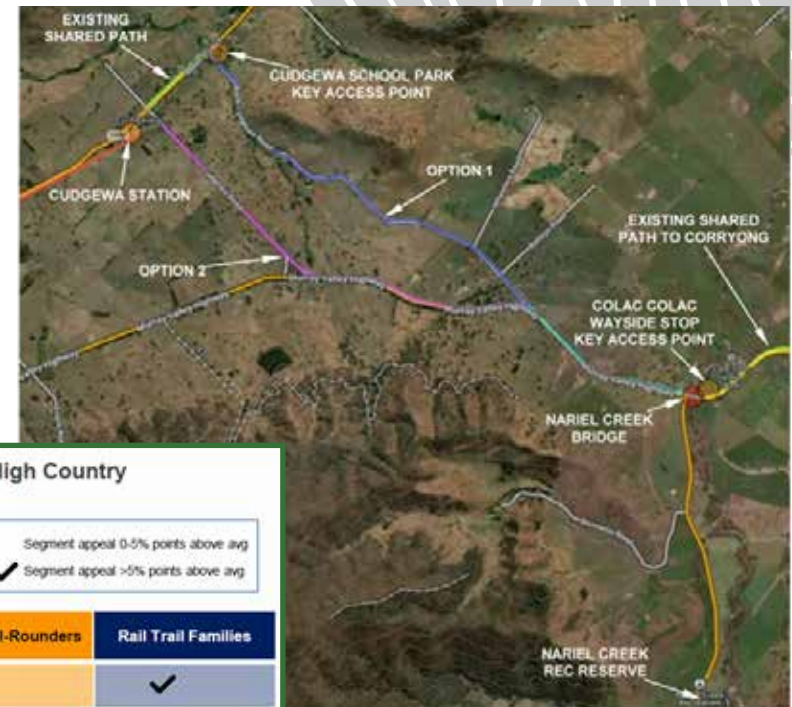 EXISTING
SHARED PATH
CUDGEWA SCHOOL PARK
KEY ACCESS POINT
CUDGEWA STATION
OPTION 1
EXISTING SHARED
PATH TO CORRYONG
OPTION 2
COLAC COLAC
WAYSIDE STOP
KEY ACCESS POINT
NARIEL CREEK
BRIDGE
NARIEL CREEK
REC RESERVE
High Country
Segment appeal 0-5% points above avg
Segment appeal >5% points above avg
l-Rounders
Rail Trail Families